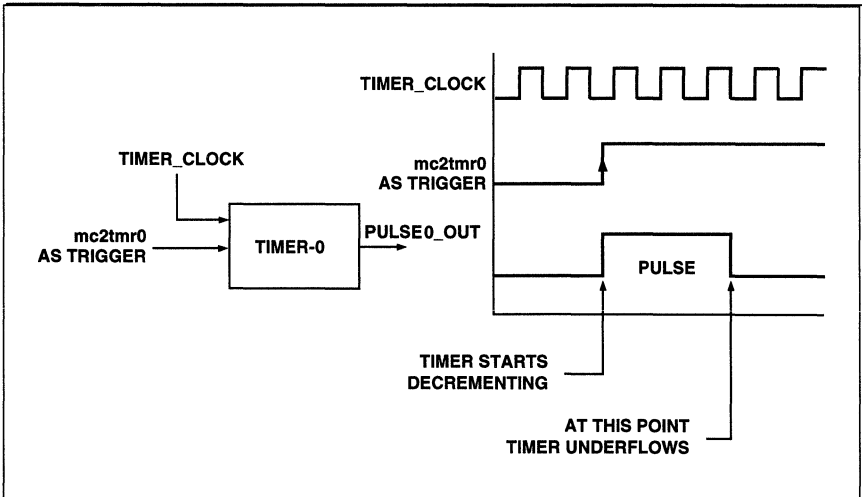 TIMER_CLOCK
mc2tmr0
AS TRIGGER
TIMER-0
PULSE0_OUT
TIMER_CLOCK
mc2tmr0
AS TRIGGER
PULSE
TIMER STARTS
DECREMENTING
AT THIS POINT
TIMER UNDERFLOWS